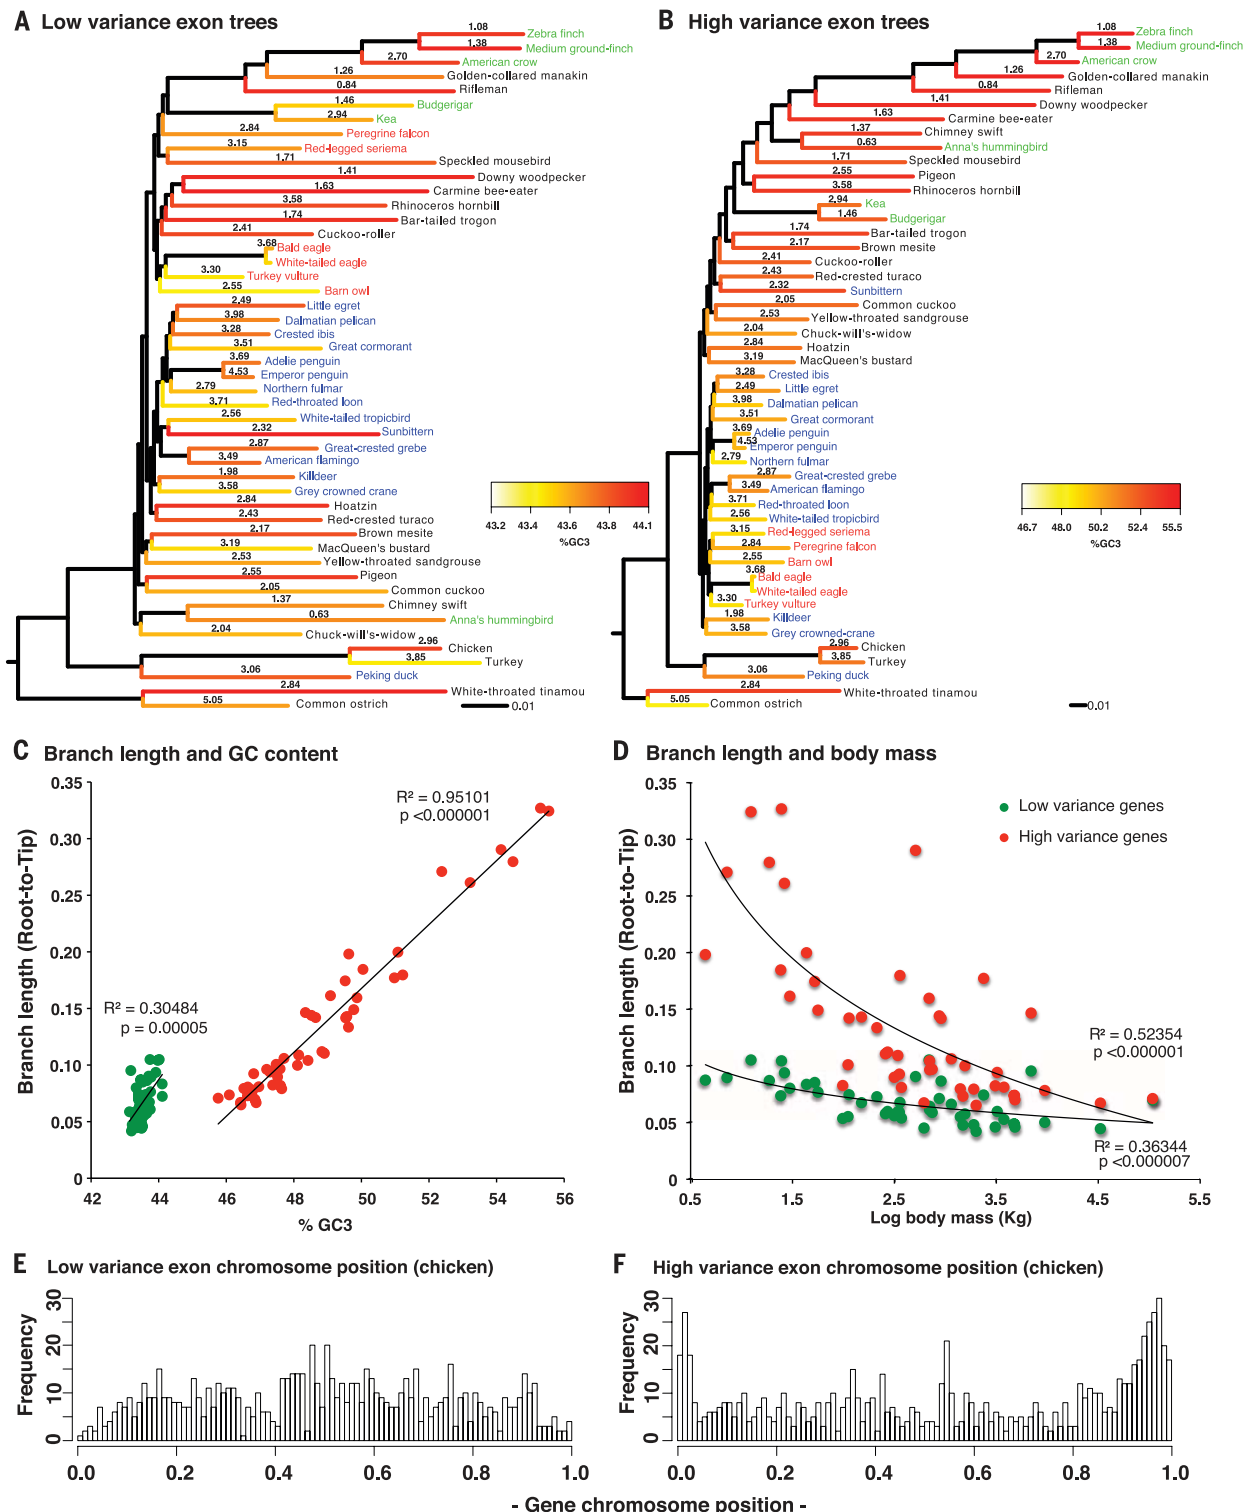 A Low variance exon trees
1.08 Zebra finch
1.38 Medium ground-finch
2.70 American crow
1.26 Golden-collared manakin
0.84 Rifleman
1.46 Budgerigar
2.94 Kea
2.84 Peregrine falcon
3.15 Red-legged seriema
1.71 Speckled mousebird
1.41 Downy woodpecker
1.63 Carmine bee-eater
3.58 Rhinoceros hornbill
1.74 Bar-tailed trogon
2.41 Cuckoo-roller
3.68 Bald eagle
White-tailed eagle
3.30 Turkey vulture
2.55 Barn owl
2.49 Little egret
3.98 Dalmatian pelican
3.28 Crested ibis
3.51 Great cormorant
3.69 Adelie penguin
4.53 Emperor penguin
2.79 Northern fulmar
3.71 Red-throated loon
2.56 White-tailed tropicbird
2.32 Sunbittern
2.87 Great-crested grebe
3.49 American flamingo
1.98 Killdeer
3.58 Grey crowned crane
2.84 Hoatzin
2.43 Red-crested turaco
2.17 Brown mesite
3.19 MacQueen's bustard
2.53 Yellow-throated sandgrouse
2.55 Pigeon
2.05 Common cuckoo
1.37 Chimney swift
0.63 Anna's hummingbird
2.04 Chuck-will's-widow
2.96 Chicken
3.85 Turkey
3.06 Peking duck
2.84 White-throated tinamou
5.05 Common ostrich
0.01
43.2 43.4 43.6 43.8 44.1
%GC3
B High variance exon trees
1.08 Zebra finch
1.38 Medium ground-finch
2.70 American crow
1.26 Golden-collared manakin
0.84 Rifleman
1.41 Downy woodpecker
1.63 Carmine bee-eater
1.37 Chimney swift
0.63 Anna's hummingbird
1.71 Speckled mousebird
2.55 Pigeon
3.58 Rhinoceros hornbill
2.94 Kea
1.46 Budgerigar
1.74 Bar-tailed trogon
2.17 Brown mesite
2.41 Cuckoo-roller
2.43 Red-crested turaco
2.32 Sunbittern
2.05 Common cuckoo
2.53 Yellow-throated sandgrouse
2.04 Chuck-will's-widow
2.84 Hoatzin
3.19 MacQueen's bustard
3.28 Crested ibis
2.49 Little egret
3.98 Dalmatian pelican
3.51 Great cormorant
3.69 Adelie penguin
4.53 Emperor penguin
2.79 Northern fulmar
2.87 Great-crested grebe
3.49 American flamingo
3.71 Red-throated loon
2.56 White-tailed tropicbird
3.15 Red-legged seriema
2.84 Peregrine falcon
2.55 Barn owl
3.68 Bald eagle
White-tailed eagle
3.30 Turkey vulture
1.98 Killdeer
3.58 Grey crowned-crane
2.96 Chicken
3.85 Turkey
3.06 Peking duck
2.84 White-throated tinamou
5.05 Common ostrich
0.01
46.7 48.0 50.2 52.4 55.5
%GC3
C Branch length and GC content
Branch length (Root-to-Tip)
0.35
0.30
0.25
0.20
0.15
0.10
0.05
0
R² = 0.95101
p <0.000001
R² = 0.30484
p = 0.00005
42 44 46 48 50 52 54 56
% GC3
D Branch length and body mass
Branch length (Root-to-Tip)
0.35
0.30
0.25
0.20
0.15
0.10
0.05
0
Low variance genes
High variance genes
R² = 0.52354
p <0.000001
R² = 0.36344
p <0.000007
0.5 1.5 2.5 3.5 4.5 5.5
Log body mass (Kg)
E Low variance exon chromosome position (chicken)
Frequency
30
20
10
0
0.0 0.2 0.4 0.6 0.8 1.0
F High variance exon chromosome position (chicken)
Frequency
30
20
10
0
0.0 0.2 0.4 0.6 0.8 1.0
- Gene chromosome position -